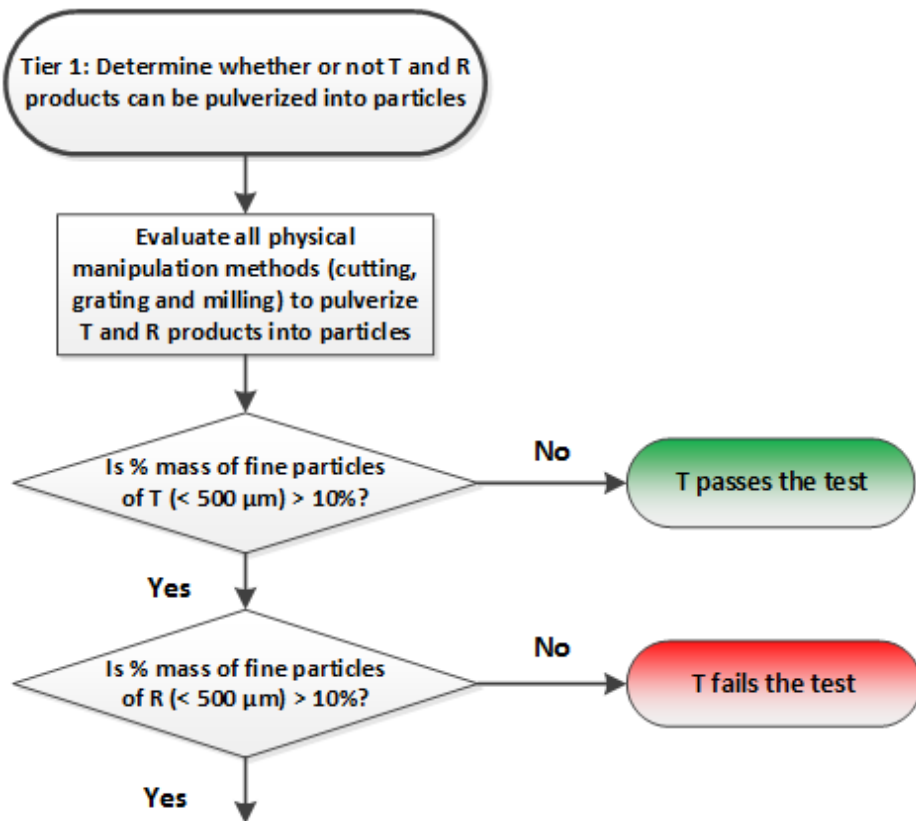 Tier 1: Determine whether or not T and R
products can be pulverized into particles
Evaluate all physical
manipulation methods (cutting,
grating and milling) to pulverize
T and R products into particles
Is % mass of fine particles
of T (< 500 µm) > 10%?
No
T passes the test
Yes
Is % mass of fine particles
of R (< 500 µm) > 10%?
No
T fails the test
Yes